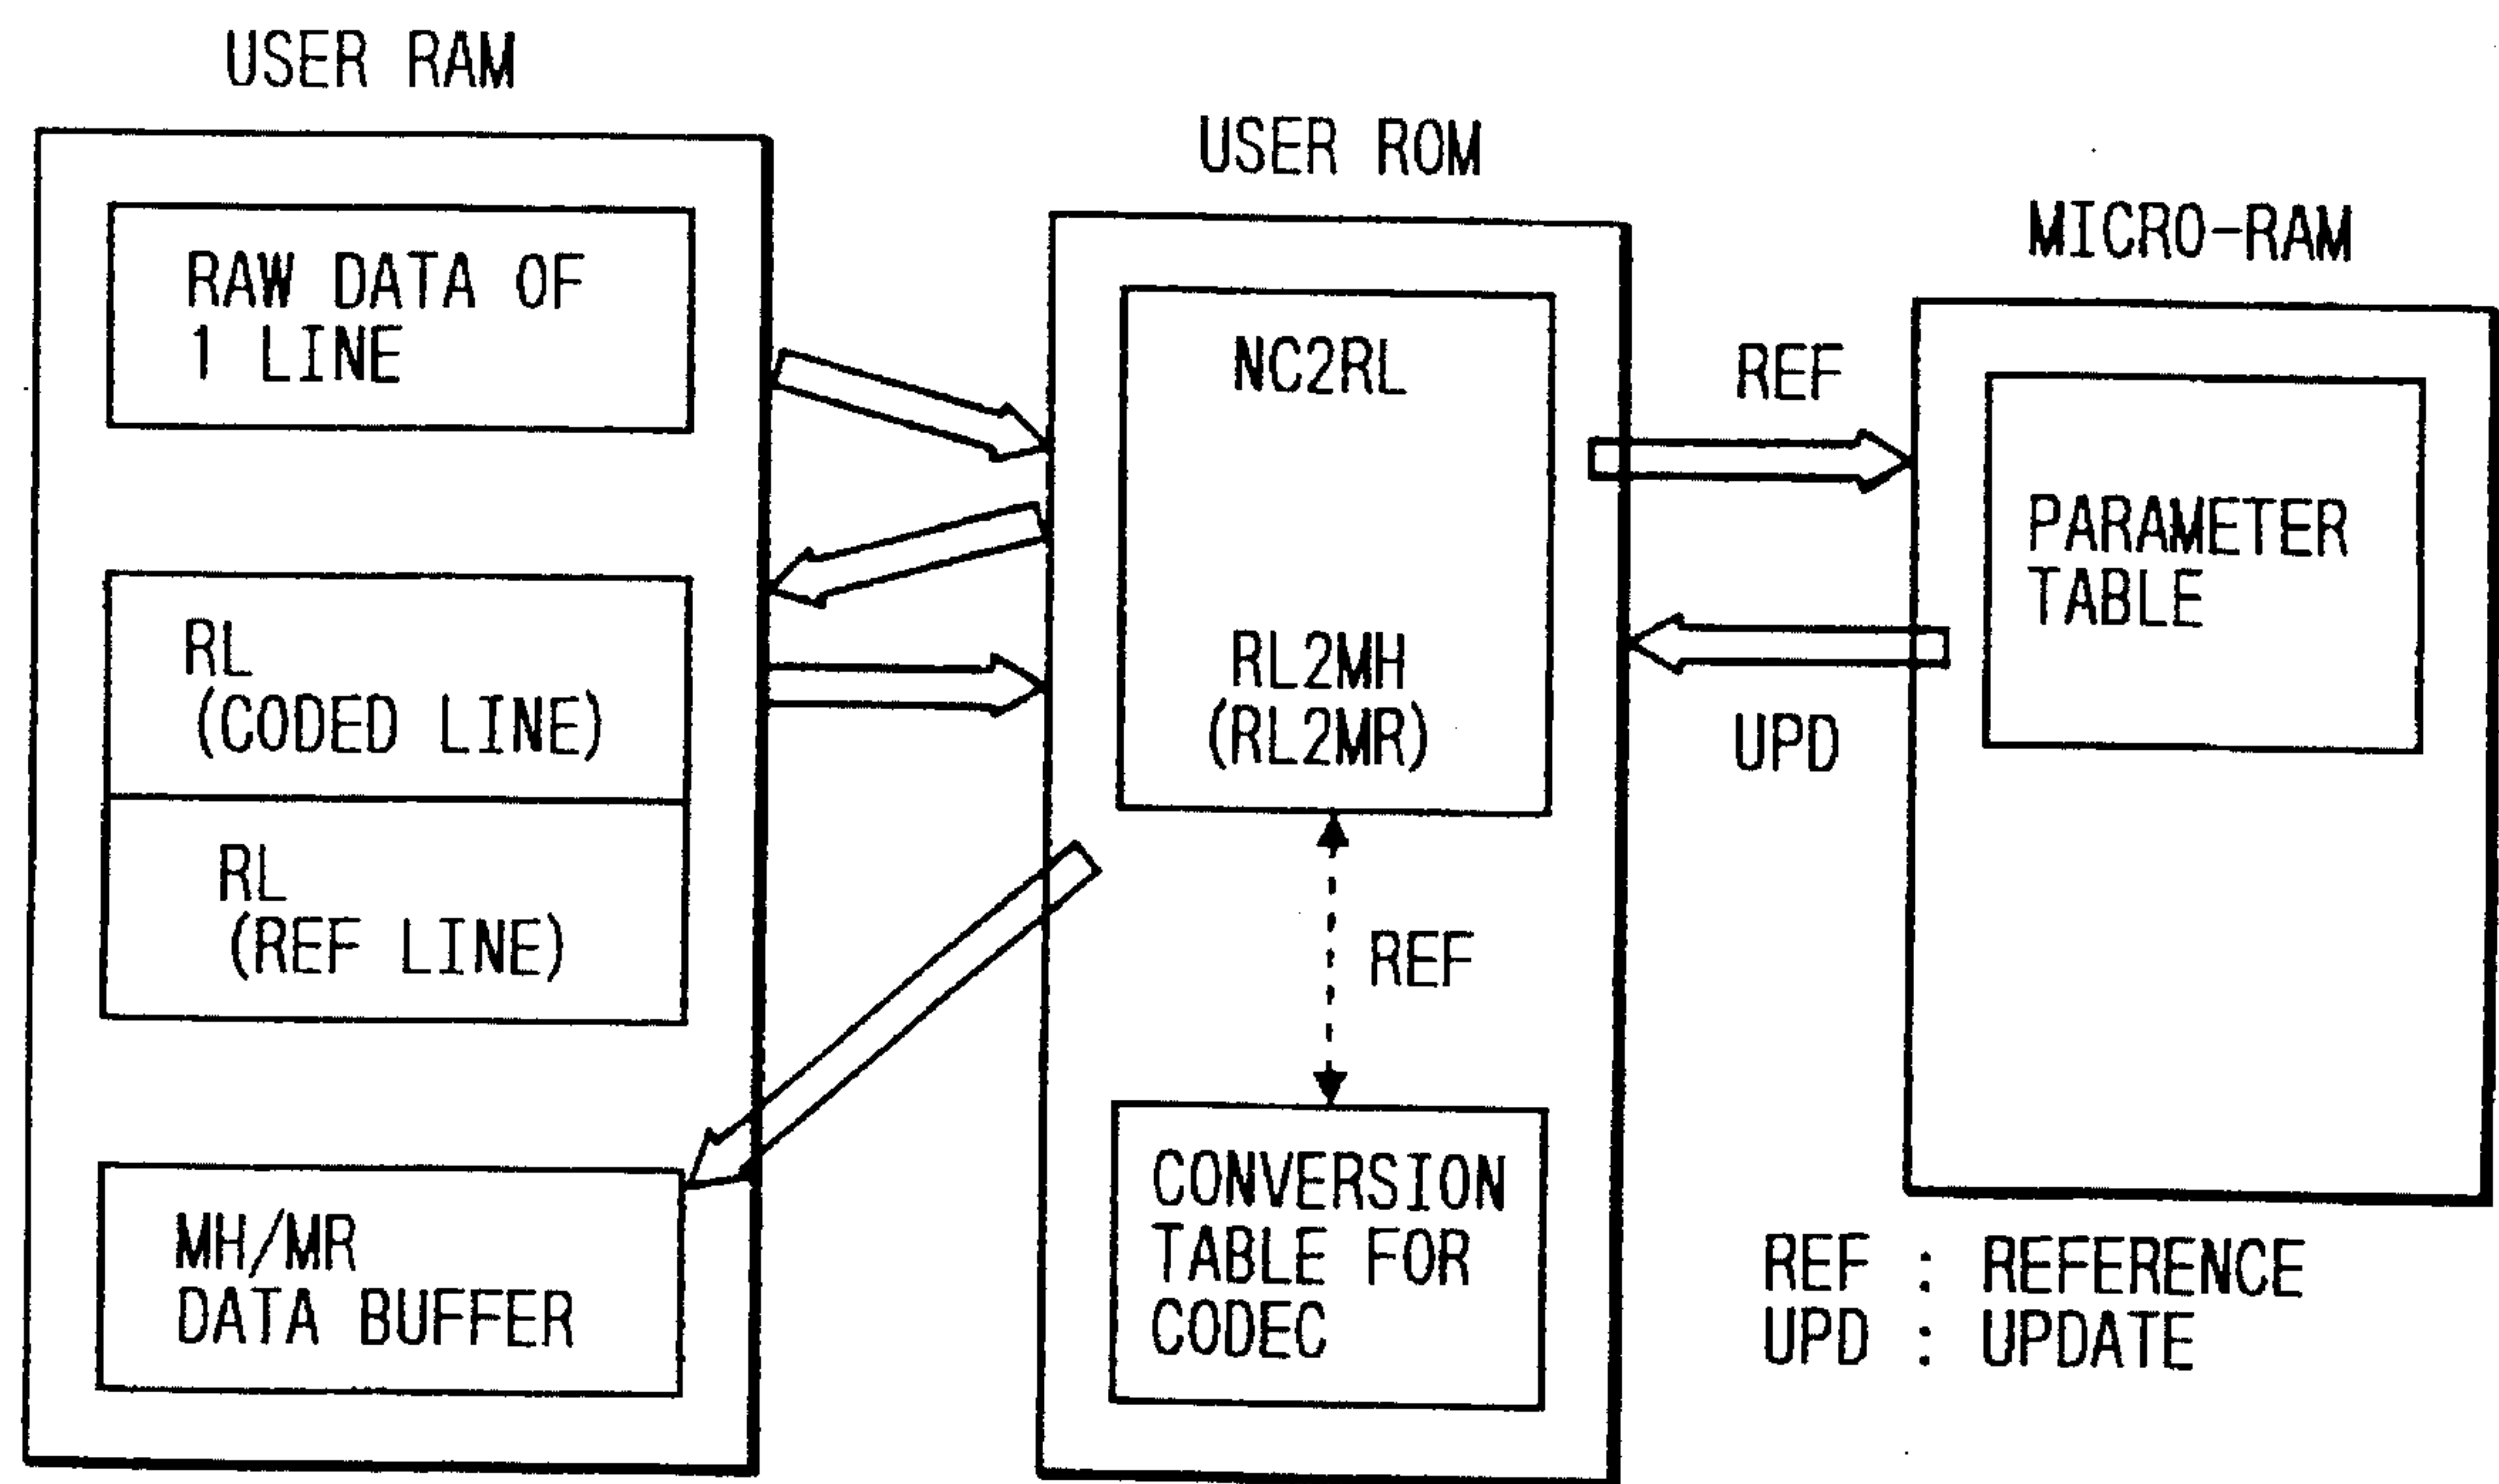 USER RAM
RAW DATA OF
1 LINE
RL
(CODED LINE)
RL
(REF LINE)
MH/MR
DATA BUFFER
USER ROM
NC2RL
RL2MH
(RL2MR)
REF
CONVERSION
TABLE FOR
CODEC
REF
UPD
MICRO-RAM
PARAMETER
TABLE
REF : REFERENCE
UPD : UPDATE